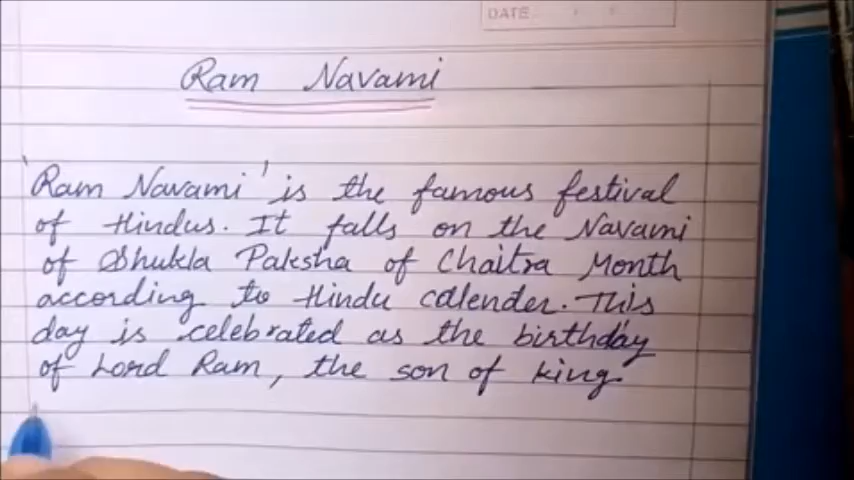 DATE
Ram Navami
'Ram Navami' is the famous festival
of Hindus. It falls on the Navami
of Shukla Paksha of Chaitra Month
according to Hindu calender. This
day is celebrated as the birthday
of Lord Ram, the son of king